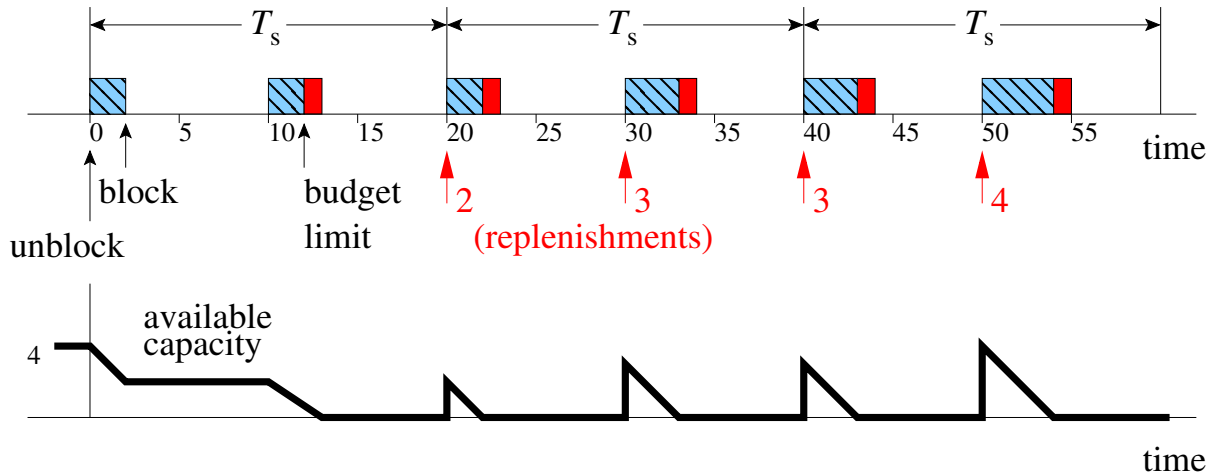 Ts Ts Ts
0 5 10 15 20 25 30 35 40 45 50 55
time
block budget 2 3 3 4
limit (replenishments)
unblock
available
capacity
4
time